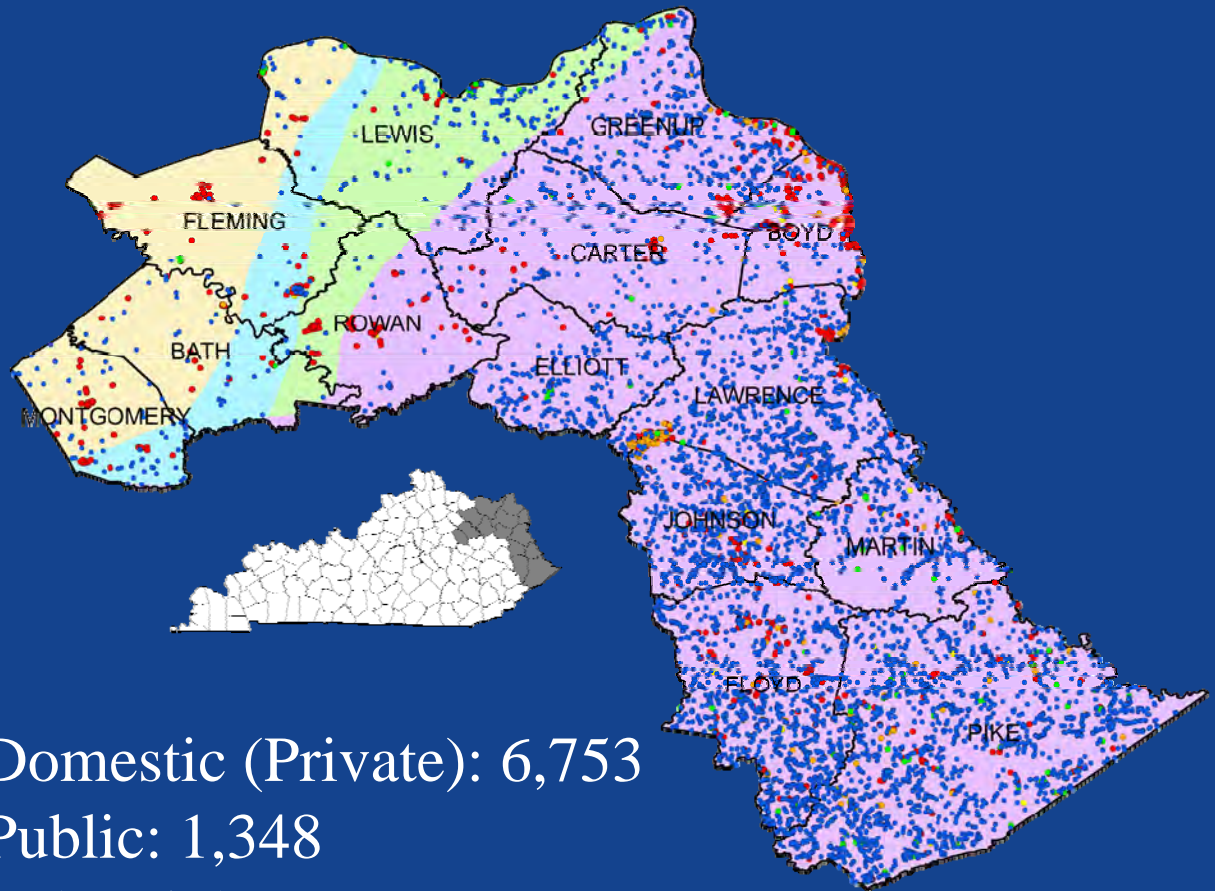 GREENUP
LEWIS
FLEMING
BOYD
CARTER
ROWAN
BATH
ELLIOTT
LAWRENCE
MONTGOMERY
JOHNSON
MARTIN
FLOYD
PIKE
Domestic (Private): 6,753
Public: 1,348